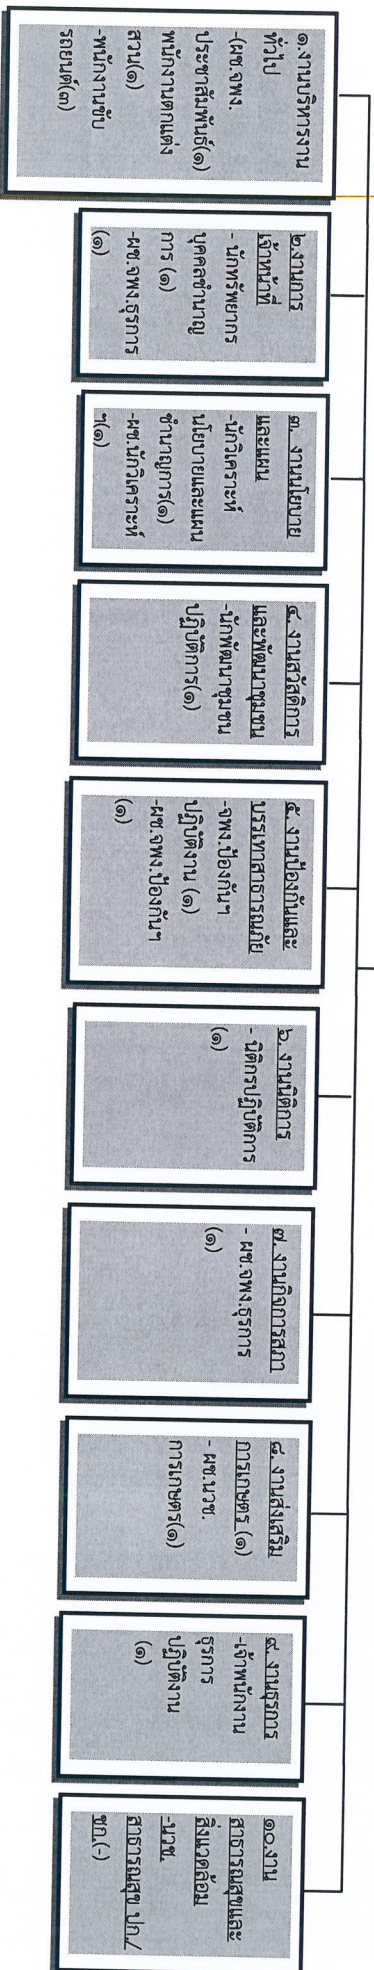 ๑.งานบริหารงาน
ทั่วไป
-(ผช.จพง.
ประชาสัมพันธ์(๑)
พนักงานตกแต่ง
สวน(๑)
-พนักงานขับ
รถยนต์(๓)
๒.งานการ
เจ้าหน้าที่
- นักทรัพยากร
บุคคลชำนาญ
การ (๑)
-ผช.จพง.ธุรการ
(๑)
๓. งานนโยบาย
และแผน
-นักวิเคราะห์
นโยบายและแผน
ชำนาญการ(๑)
-ผช.นักวิเคราะห์
ฯ(๑)
๔. งานสวัสดิการ
และพัฒนาชุมชน
-นักพัฒนาชุมชน
ปฏิบัติการ(๑)
๕. งานป้องกันและ
บรรเทาสาธารณภัย
-จพง.ป้องกันฯ
ปฏิบัติงาน (๑)
-ผช.จพง.ป้องกันฯ
(๑)
๖. งานนิติการ
- นิติกรปฏิบัติการ
(๑)
๗. งานกิจการสภา
- ผช.จพง.ธุรการ
(๑)
๘. งานส่งเสริม
การเกษตร (๑)
- ผช.นวช.
การเกษตร(๑)
๙. งานธุรการ
-เจ้าพนักงาน
ธุรการ
ปฏิบัติงาน
(๑)
๑๐.งาน
สาธารณสุขและ
สิ่งแวดล้อม
-นวช.
สาธารณสุข ปก./
ชก.(-)